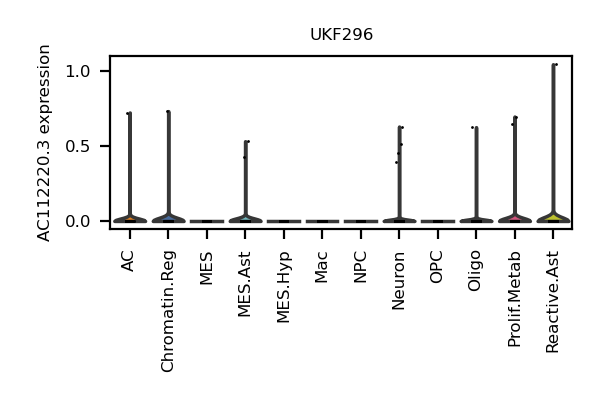 UKF296
AC112220.3 expression
1.0
0.5
0.0
AC
Chromatin.Reg
MES
MES.Ast
MES.Hyp
Mac
NPC
Neuron
OPC
Oligo
Prolif.Metab
Reactive.Ast